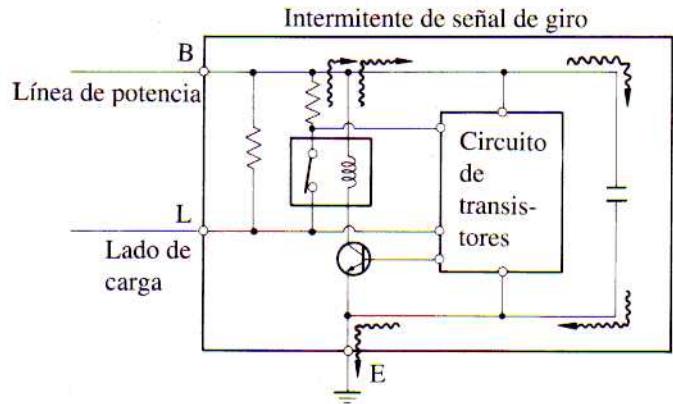 Intermitente de señal de giro
B
Línea de potencia
L
Lado de
carga
Circuito
de
transis-
tores
E